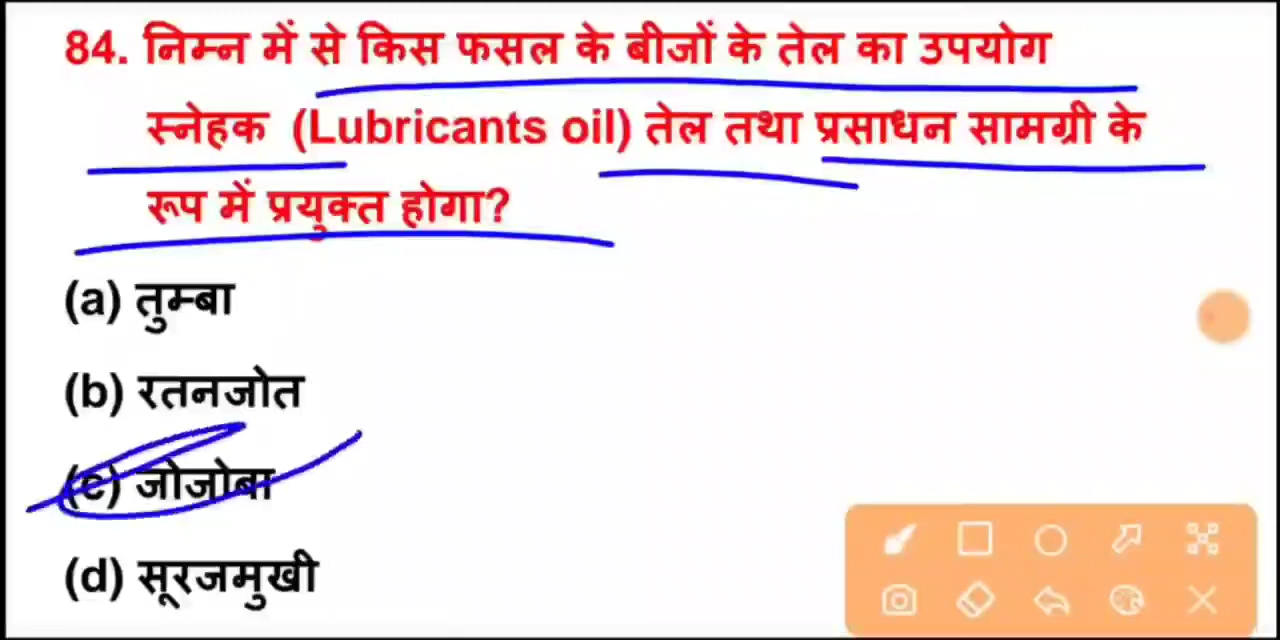 84. निम्न में से किस फसल के बीजों के तेल का उपयोग
स्नेहक (Lubricants oil) तेल तथा प्रसाधन सामग्री के
रूप में प्रयुक्त होगा?
(a) तुम्बा
(b) रतनजोत
(c) जोजोबा
(d) सूरजमुखी